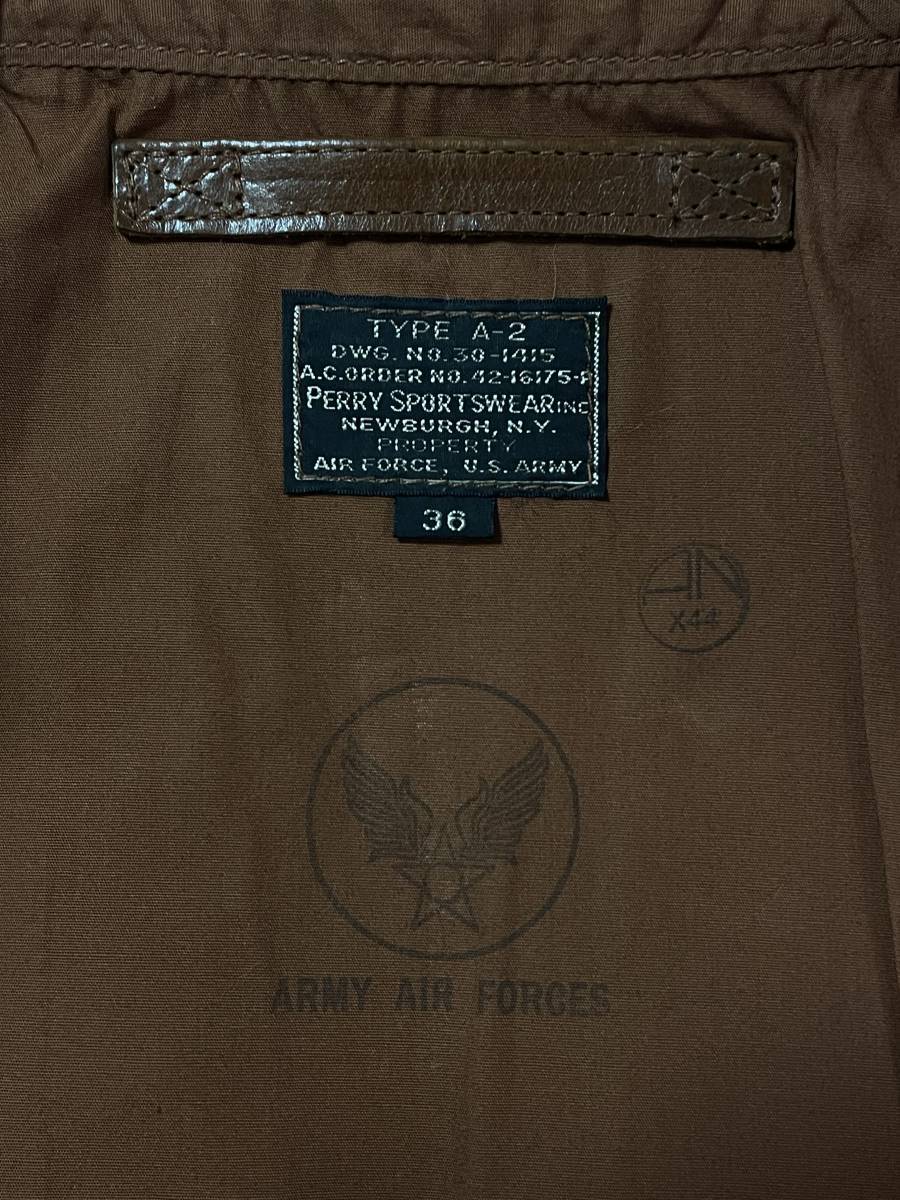 TYPE A-2
DWG. NO. 30-1415
A.C.ORDER NO. 42-16175-P
PERRY SPORTSWEAR INC
NEWBURGH, N.Y.
PROPERTY
AIR FORCE, U.S. ARMY
36
X44
ARMY AIR FORCES